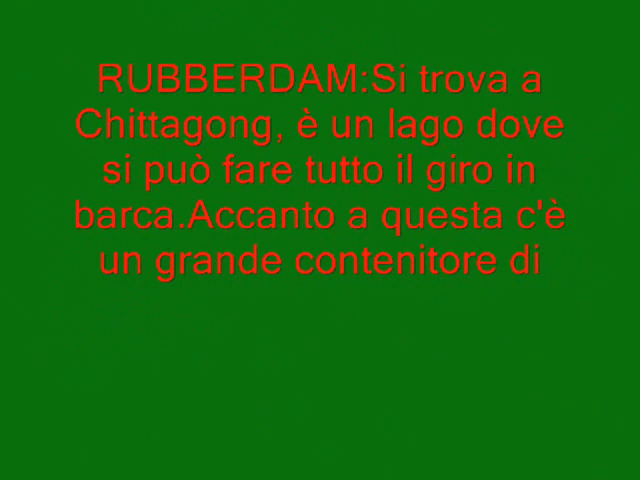 RUBBERDAM:Si trova a
Chittagong, è un lago dove
si può fare tutto il giro in
barca.Accanto a questa c'è
un grande contenitore di